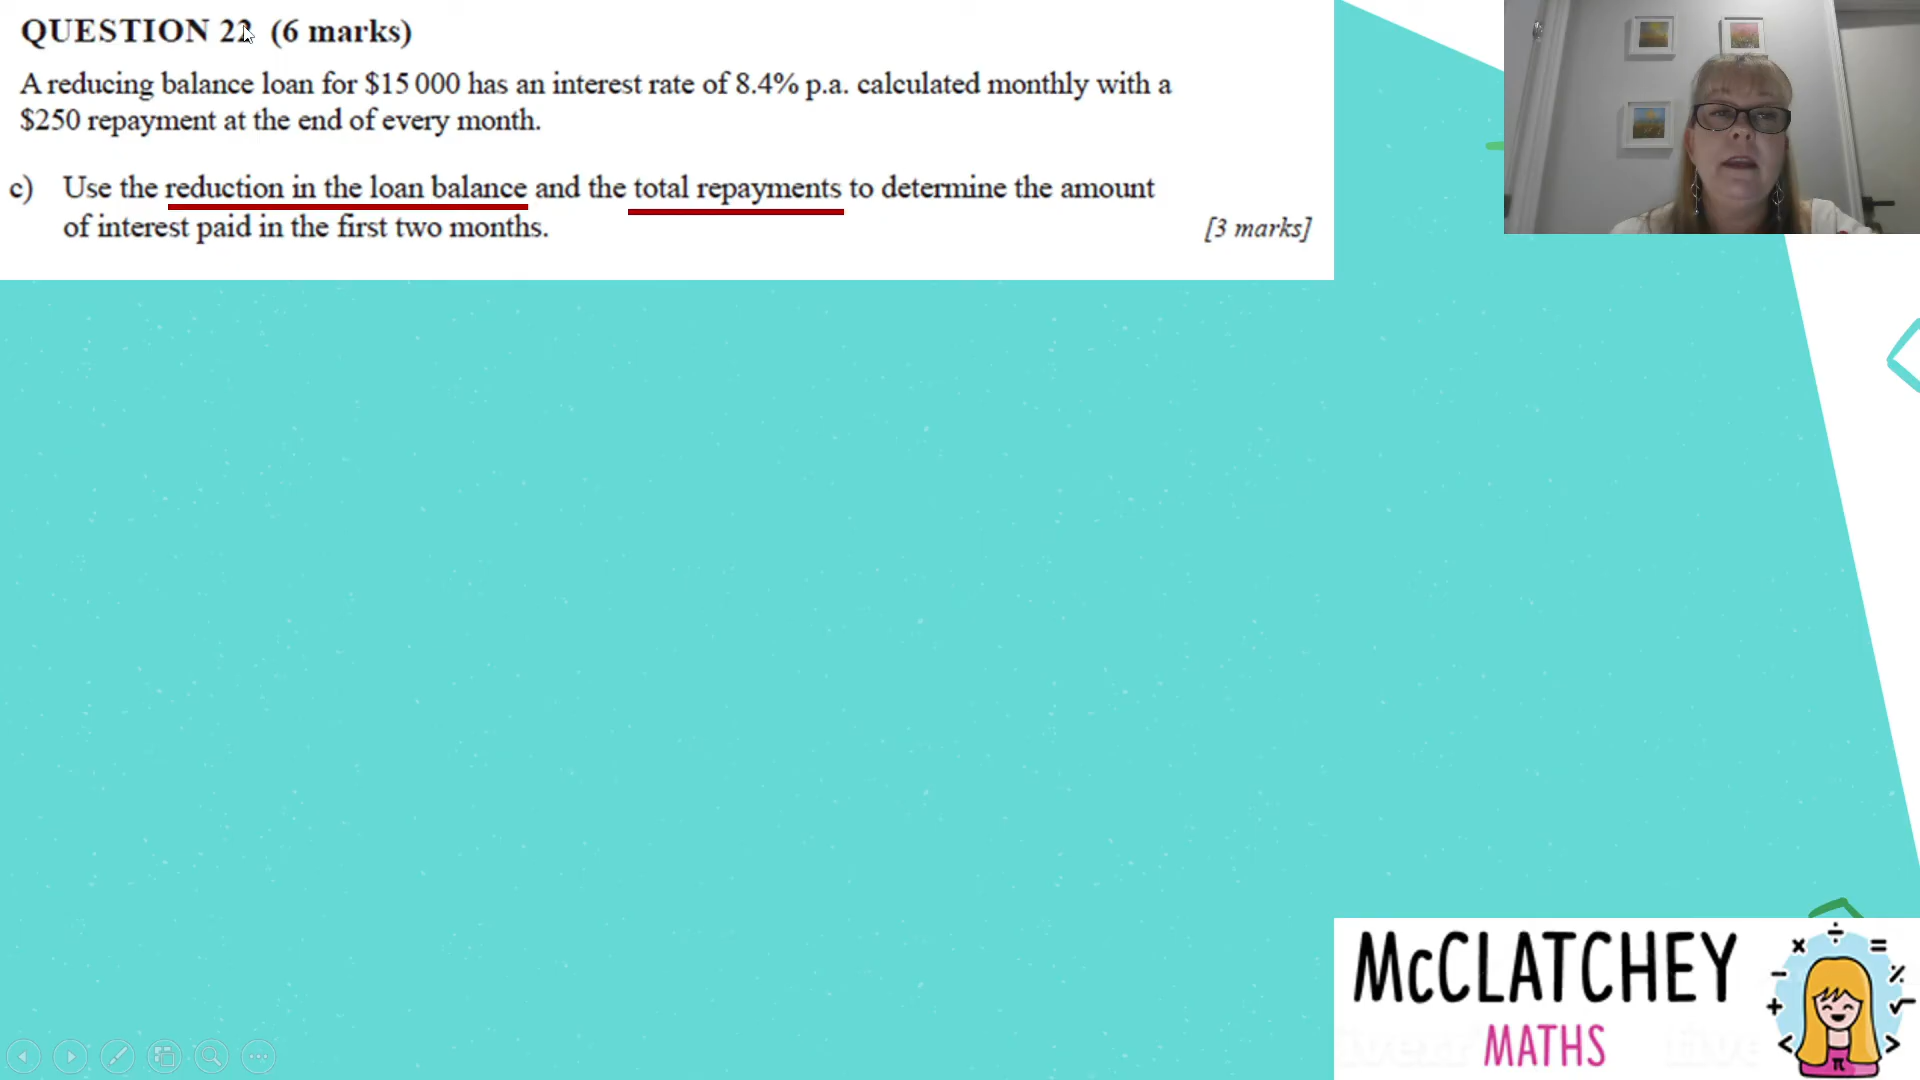 QUESTION 22 (6 marks)
A reducing balance loan for $15 000 has an interest rate of 8.4% p.a. calculated monthly with a
$250 repayment at the end of every month.
c) Use the reduction in the loan balance and the total repayments to determine the amount
of interest paid in the first two months.
[3 marks]
McCLATCHEY
MATHS